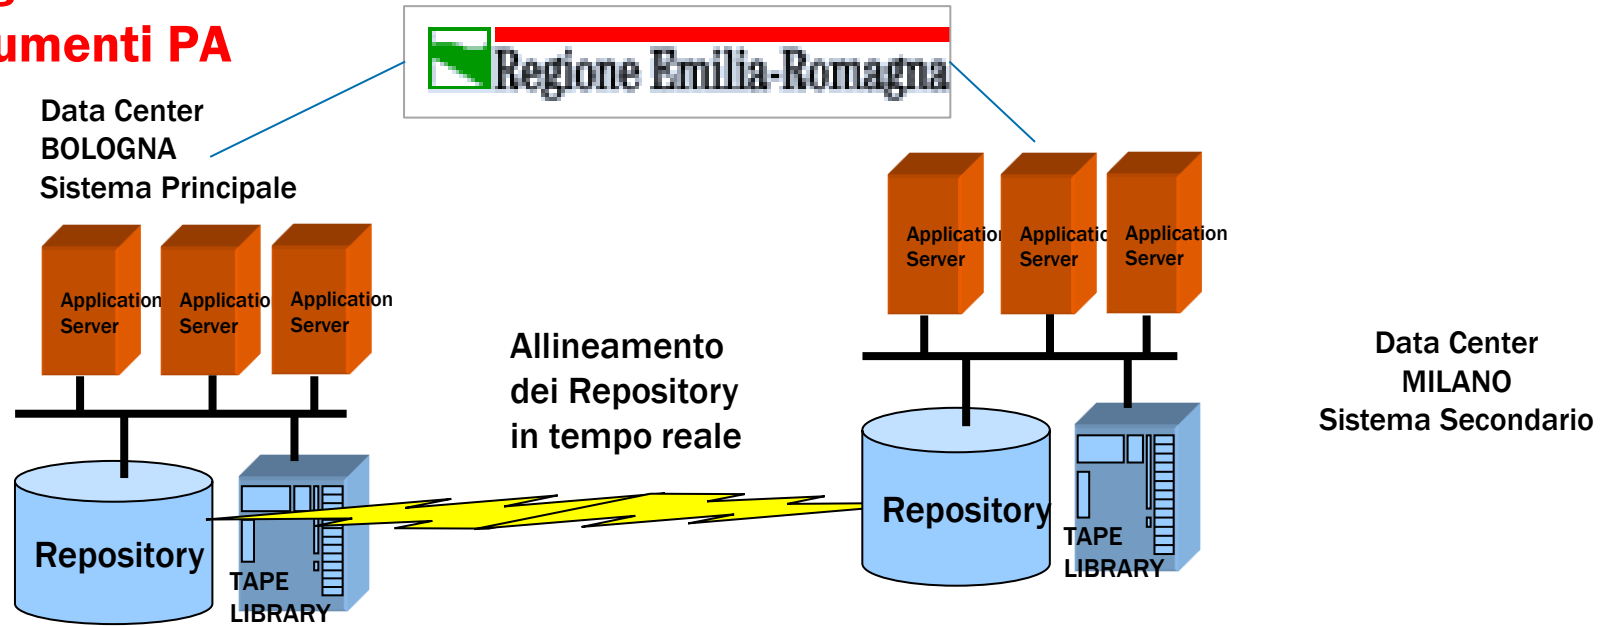 umenti PA
Regione Emilia-Romagna
Data Center
BOLOGNA
Sistema Principale
Application
Server
Applicatio
Server
Application
Server
Application
Server
Applicatio
Server
Application
Server
Allineamento
dei Repository
in tempo reale
Data Center
MILANO
Sistema Secondario
Repository
TAPE
LIBRARY
Repository
TAPE
LIBRARY